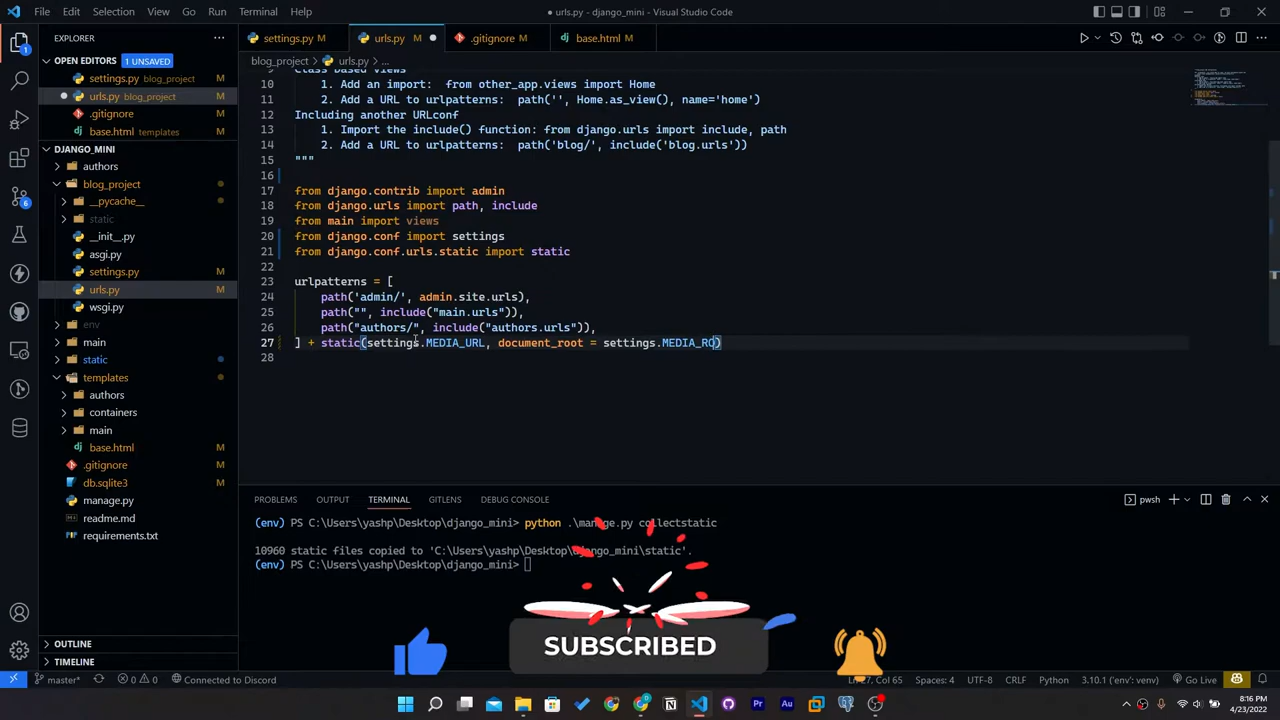 File Edit Selection View Go Run Terminal Help
● urls.py - django_mini - Visual Studio Code
EXPLORER
settings.py M
urls.py M
.gitignore M
base.html M
blog_project > urls.py > ...
OPEN EDITORS 1 UNSAVED
settings.py blog_project M
urls.py blog_project M
.gitignore M
base.html templates M
DJANGO_MINI
authors
blog_project
__pycache__
static
__init__.py
asgi.py
settings.py M
urls.py M
wsgi.py
env
main
static
templates
authors
containers
main
base.html M
.gitignore M
db.sqlite3 M
manage.py
readme.md
requirements.txt
OUTLINE
TIMELINE
9 Class based views
10 1. Add an import: from other_app.views import Home
11 2. Add a URL to urlpatterns: path('', Home.as_view(), name='home')
12 Including another URLconf
13 1. Import the include() function: from django.urls import include, path
14 2. Add a URL to urlpatterns: path('blog/', include('blog.urls'))
15 """
16
17 from django.contrib import admin
18 from django.urls import path, include
19 from main import views
20 from django.conf import settings
21 from django.conf.urls.static import static
22
23 urlpatterns = [
24 path('admin/', admin.site.urls),
25 path("", include("main.urls")),
26 path("authors/", include("authors.urls")),
27 ] + static(settings.MEDIA_URL, document_root = settings.MEDIA_RO)
28
PROBLEMS OUTPUT TERMINAL GITLENS DEBUG CONSOLE
pwsh
(env) PS C:\Users\yashp\Desktop\django_mini> python .\manage.py collectstatic
10960 static files copied to 'C:\Users\yashp\Desktop\django_mini\static'.
(env) PS C:\Users\yashp\Desktop\django_mini>
SUBSCRIBED
master* 0 0 Connected to Discord
Ln 27, Col 65 Spaces: 4 UTF-8 CRLF Python 3.10.1 ('env': venv) Go Live
8:16 PM
4/23/2022